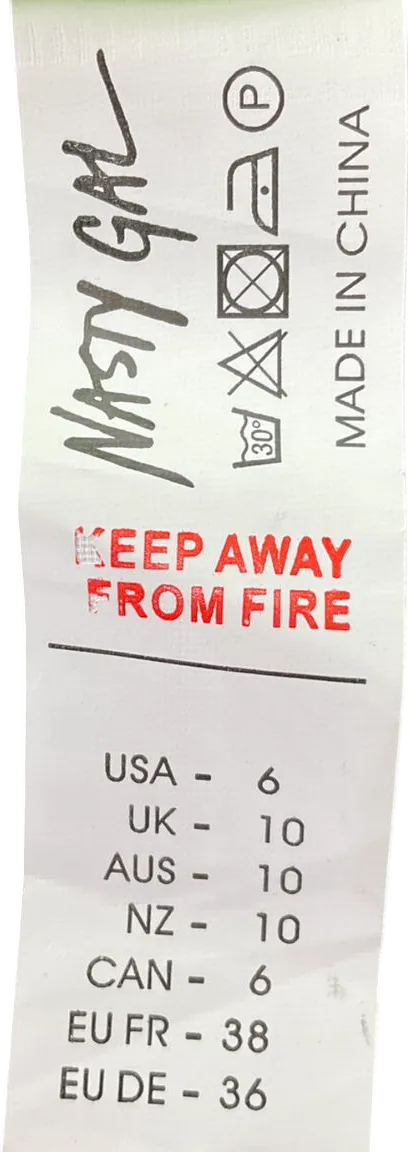 NASTY GAL
30°
P
MADE IN CHINA
KEEP AWAY
FROM FIRE
USA - 6
UK - 10
AUS - 10
NZ - 10
CAN - 6
EU FR - 38
EU DE - 36